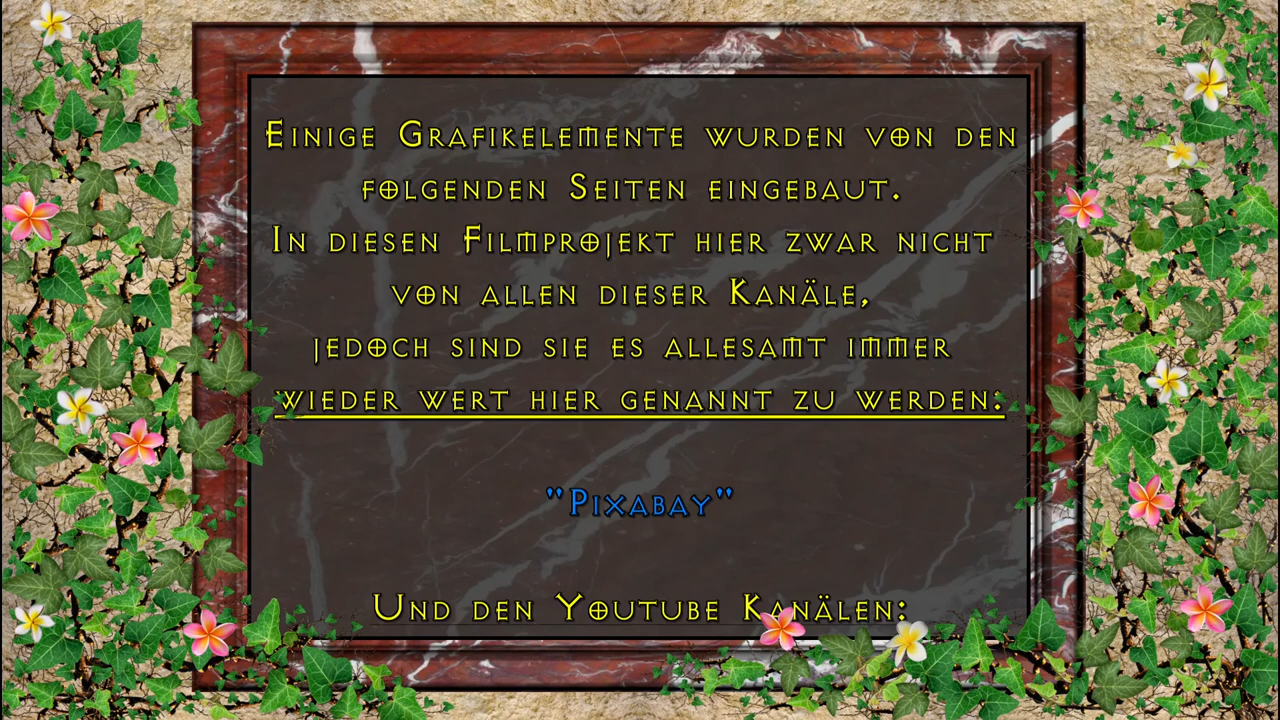 Einige Grafikelemente wurden von den
folgenden Seiten eingebaut.
In diesen Filmprojekt hier zwar nicht
von allen dieser Kanäle,
jedoch sind sie es allesamt immer
wieder wert hier genannt zu werden:
"Pixabay"
Und den Youtube Kanälen: